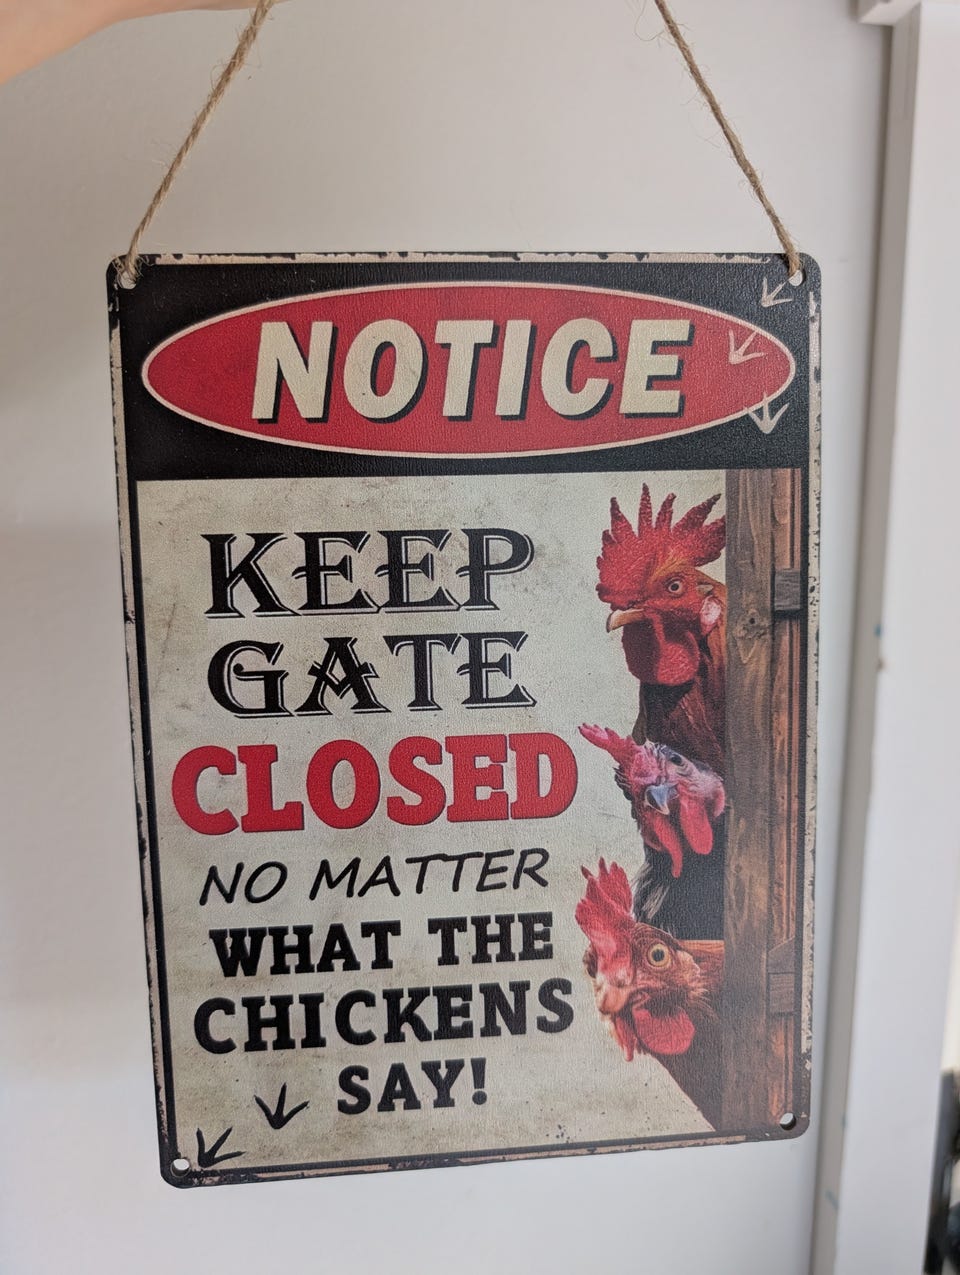 NOTICE
KEEP
GATE
CLOSED
NO MATTER
WHAT THE
CHICKENS
SAY!